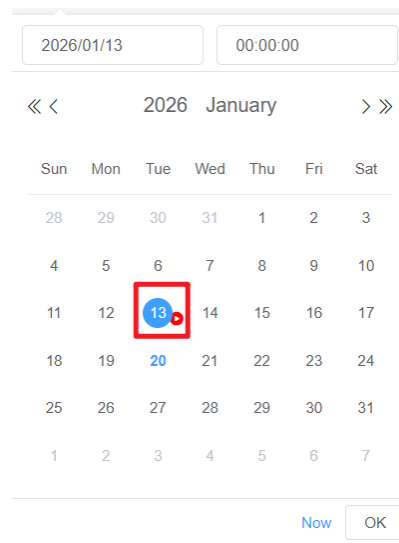 2026/01/13 00:00:00
2026 January
Sun Mon Tue Wed Thu Fri Sat
28 29 30 31 1 2 3
4 5 6 7 8 9 10
11 12 13 14 15 16 17
18 19 20 21 22 23 24
25 26 27 28 29 30 31
1 2 3 4 5 6 7
Now OK